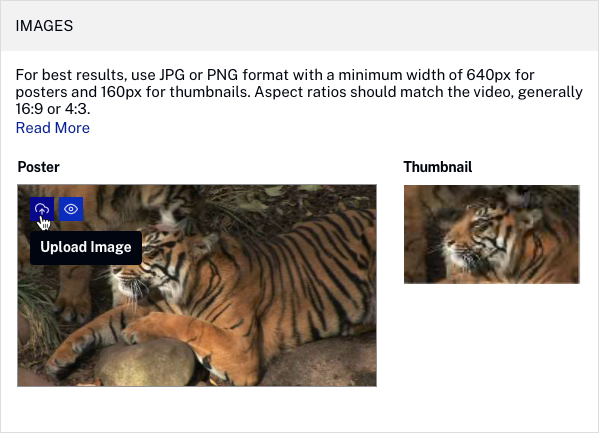 IMAGES
For best results, use JPG or PNG format with a minimum width of 640px for
posters and 160px for thumbnails. Aspect ratios should match the video, generally
16:9 or 4:3.
Read More
Poster
Thumbnail
Upload Image